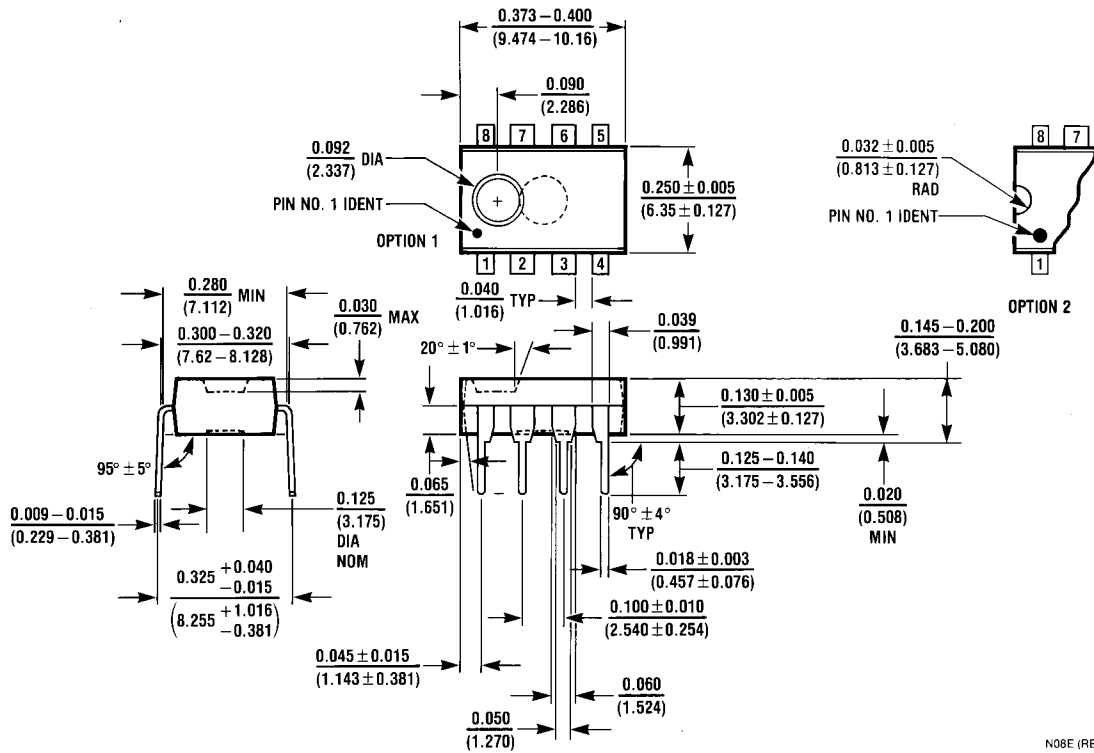 0.373 – 0.400
(9.474 – 10.16)
0.090
(2.286)
8 7 6 5
0.092 DIA
(2.337)
PIN NO. 1 IDENT
OPTION 1
1 2 3 4
0.250 ± 0.005
(6.35 ± 0.127)
8 7
0.032 ± 0.005
(0.813 ± 0.127)
RAD
PIN NO. 1 IDENT
1
OPTION 2
0.280 MIN
(7.112)
0.300 – 0.320
(7.62 – 8.128)
0.030 MAX
(0.762)
0.040 TYP
(1.016)
0.039
(0.991)
20° ± 1°
0.145 – 0.200
(3.683 – 5.080)
0.130 ± 0.005
(3.302 ± 0.127)
95° ± 5°
0.065
(1.651)
0.125 – 0.140
(3.175 – 3.556)
0.020
(0.508)
MIN
90° ± 4°
TYP
0.009 – 0.015
(0.229 – 0.381)
0.125
(3.175)
DIA
NOM
0.018 ± 0.003
(0.457 ± 0.076)
0.325 +0.040
-0.015
(8.255 +1.016
-0.381)
0.100 ± 0.010
(2.540 ± 0.254)
0.045 ± 0.015
(1.143 ± 0.381)
0.060
(1.524)
0.050
(1.270)
N08E (RE